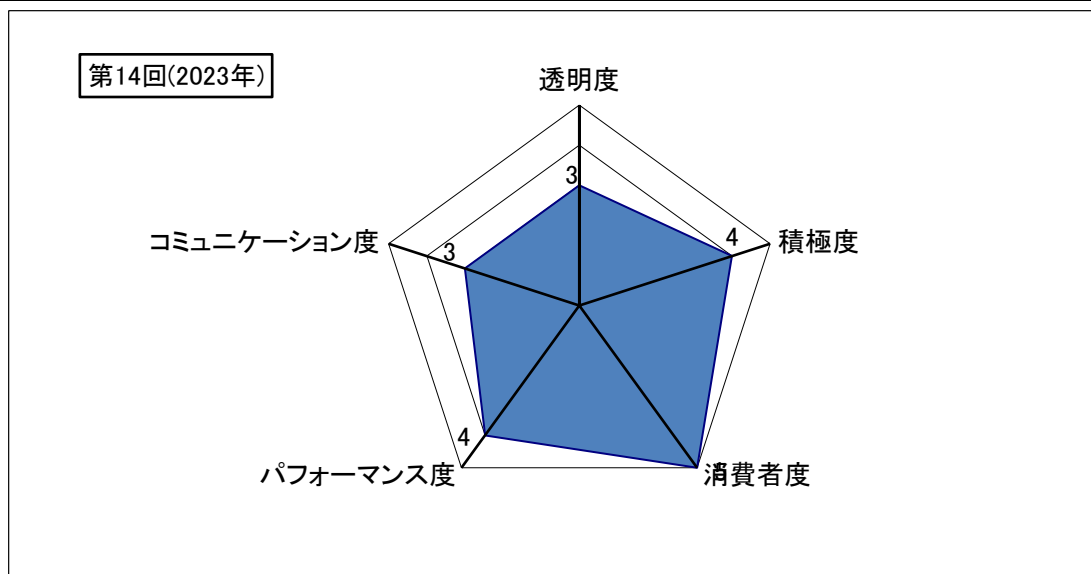 第14回(2023年)
透明度
3
4
積極度
コミュニケーション度
3
4
パフォーマンス度
消費者度